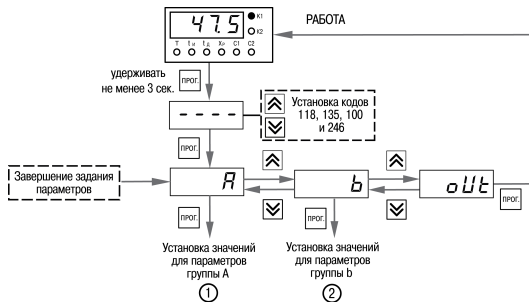 47.5
K1
K2
T tи tд Xp C1 C2
РАБОТА
удерживать
не менее 3 сек.
ПРОГ.
- - - -
Установка кодов
118, 135, 100
и 246
ПРОГ.
Завершение задания
параметров
A
b
oUt
ПРОГ.
ПРОГ.
ПРОГ.
Установка значений
для параметров
группы A
Установка значений
для параметров
группы b
1
2